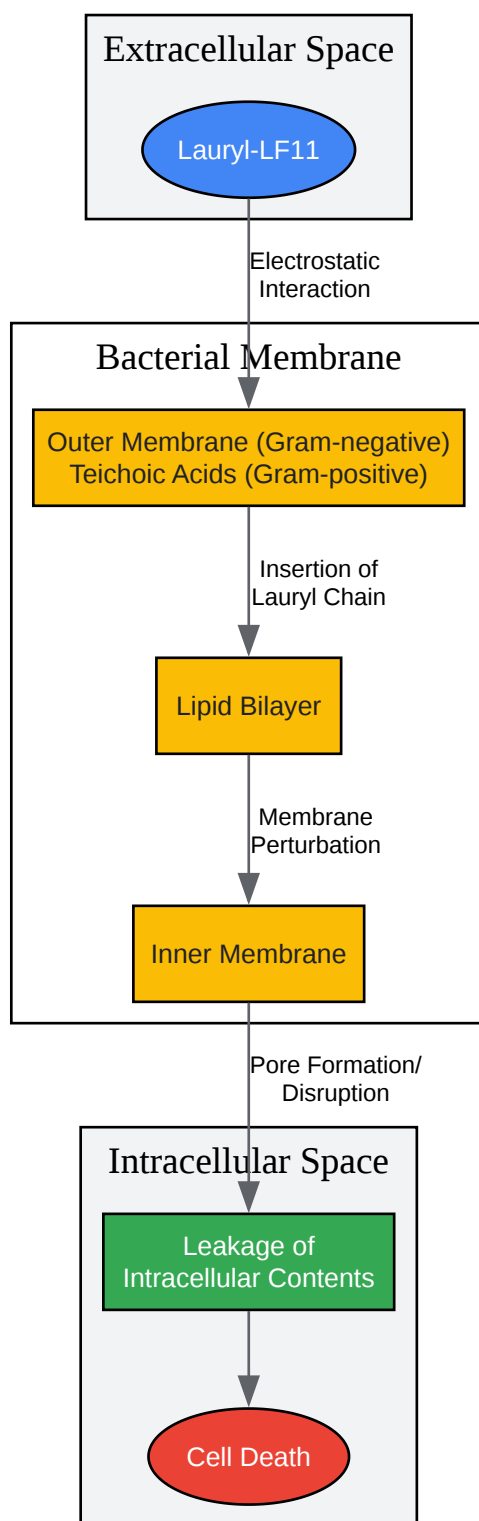 Extracellular Space
Lauryl-LF11
Electrostatic
Interaction
Bacterial Membrane
Outer Membrane (Gram-negative)
Teichoic Acids (Gram-positive)
Insertion of
Lauryl Chain
Lipid Bilayer
Membrane
Perturbation
Inner Membrane
Pore Formation/
Disruption
Intracellular Space
Leakage of
Intracellular Contents
Cell Death